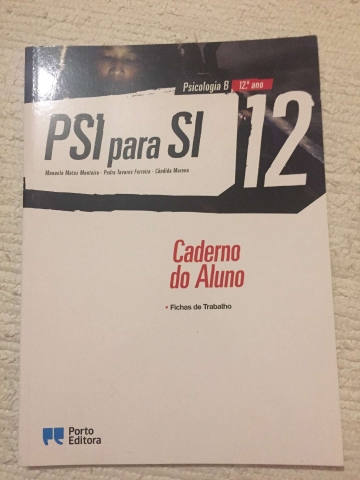 Psicologia B 12.º ano
PSI para SI 12
Manuela Matos Monteiro · Pedro Tavares Ferreira · Cândida Moreira
Caderno
do Aluno
• Fichas de Trabalho
Porto
Editora